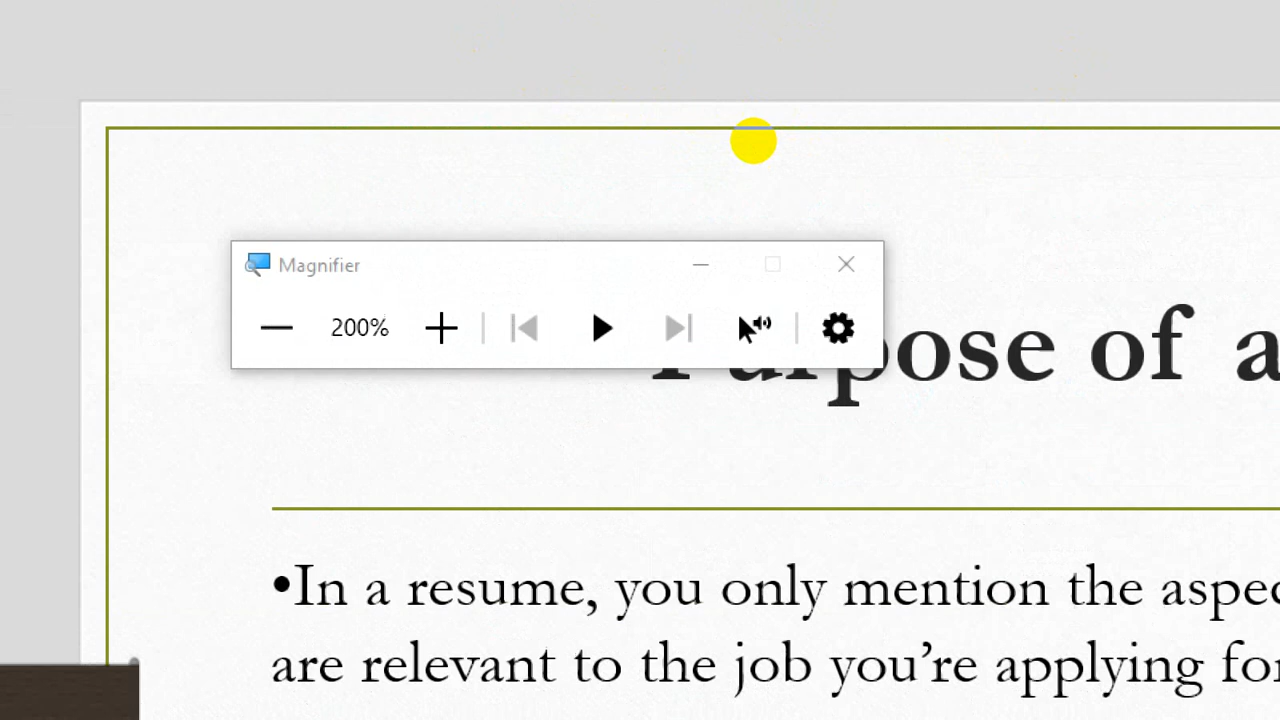 Magnifier
200%
Purpose of a
•In a resume, you only mention the aspec
are relevant to the job you’re applying for